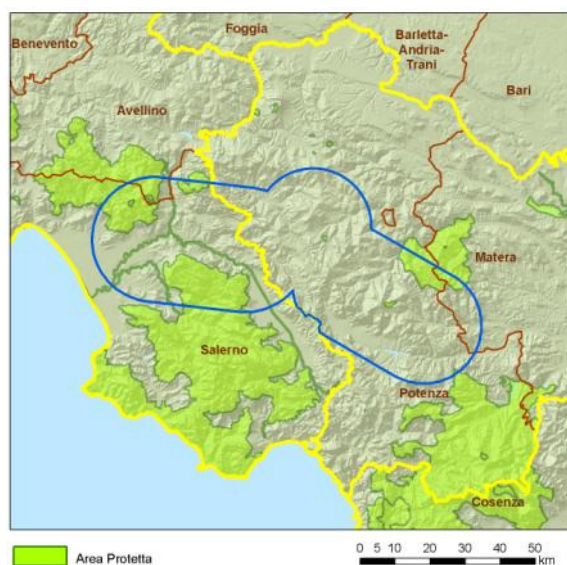 Foggia
Benevento
Barletta-
Andria-
Trani
Bari
Avellino
Matera
Salerno
Potenza
Cosenza
Area Protetta
0 5 10 20 30 40 50
km